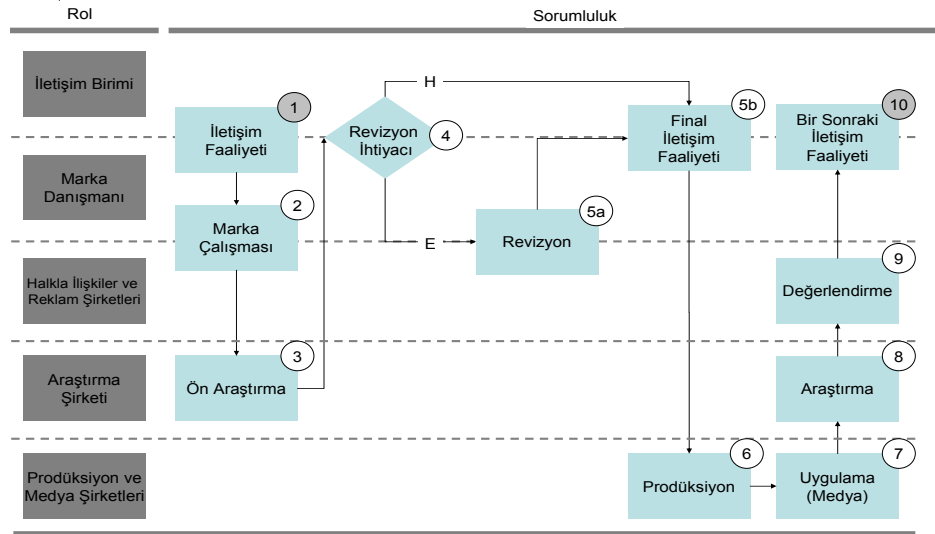 Rol
Sorumluluk
İletişim Birimi
H
1
İletişim
Faaliyeti
Revizyon
İhtiyacı
4
5b
Final
İletişim
Faaliyeti
10
Bir Sonraki
İletişim
Faaliyeti
Marka
Danışmanı
2
Marka
Çalışması
5a
Revizyon
E
Halkla İlişkiler ve
Reklam Şirketleri
9
Değerlendirme
Araştırma
Şirketi
3
Ön Araştırma
8
Araştırma
Prodüksiyon ve
Medya Şirketleri
6
Prodüksiyon
7
Uygulama
(Medya)